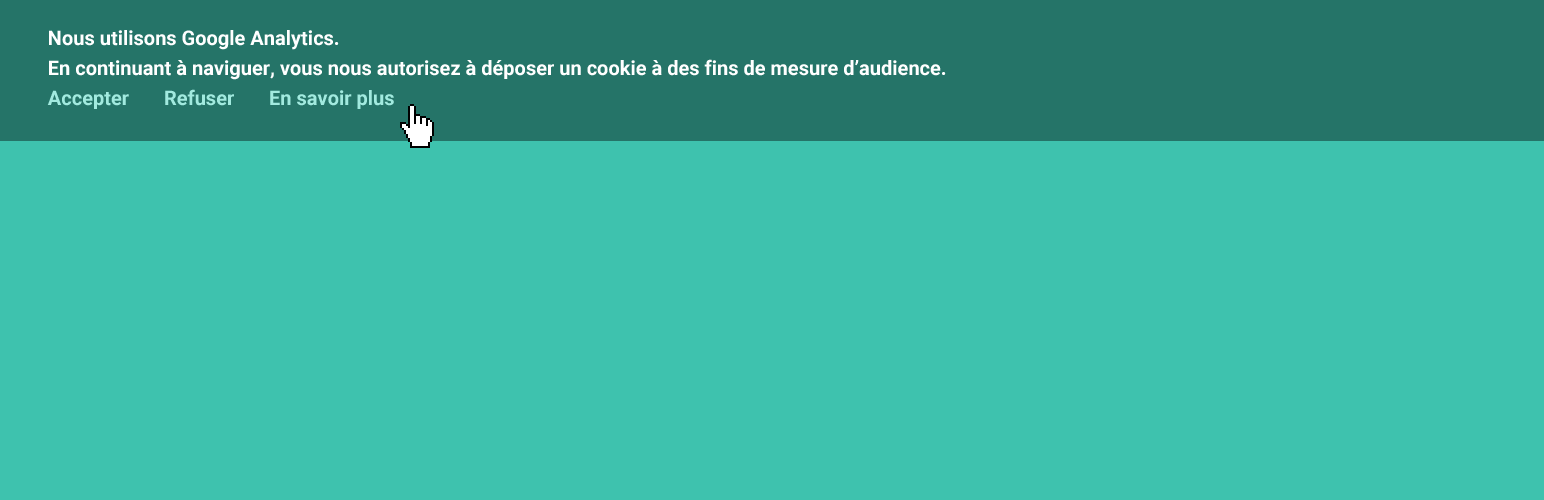 Nous utilisons Google Analytics.
En continuant à naviguer, vous nous autorisez à déposer un cookie à des fins de mesure d’audience.
Accepter Refuser En savoir plus